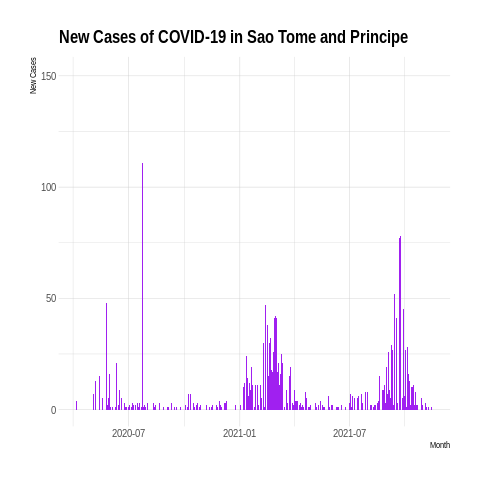 New Cases of COVID-19 in Sao Tome and Principe
New Cases
150
100
50
0
2020-07
2021-01
2021-07
Month